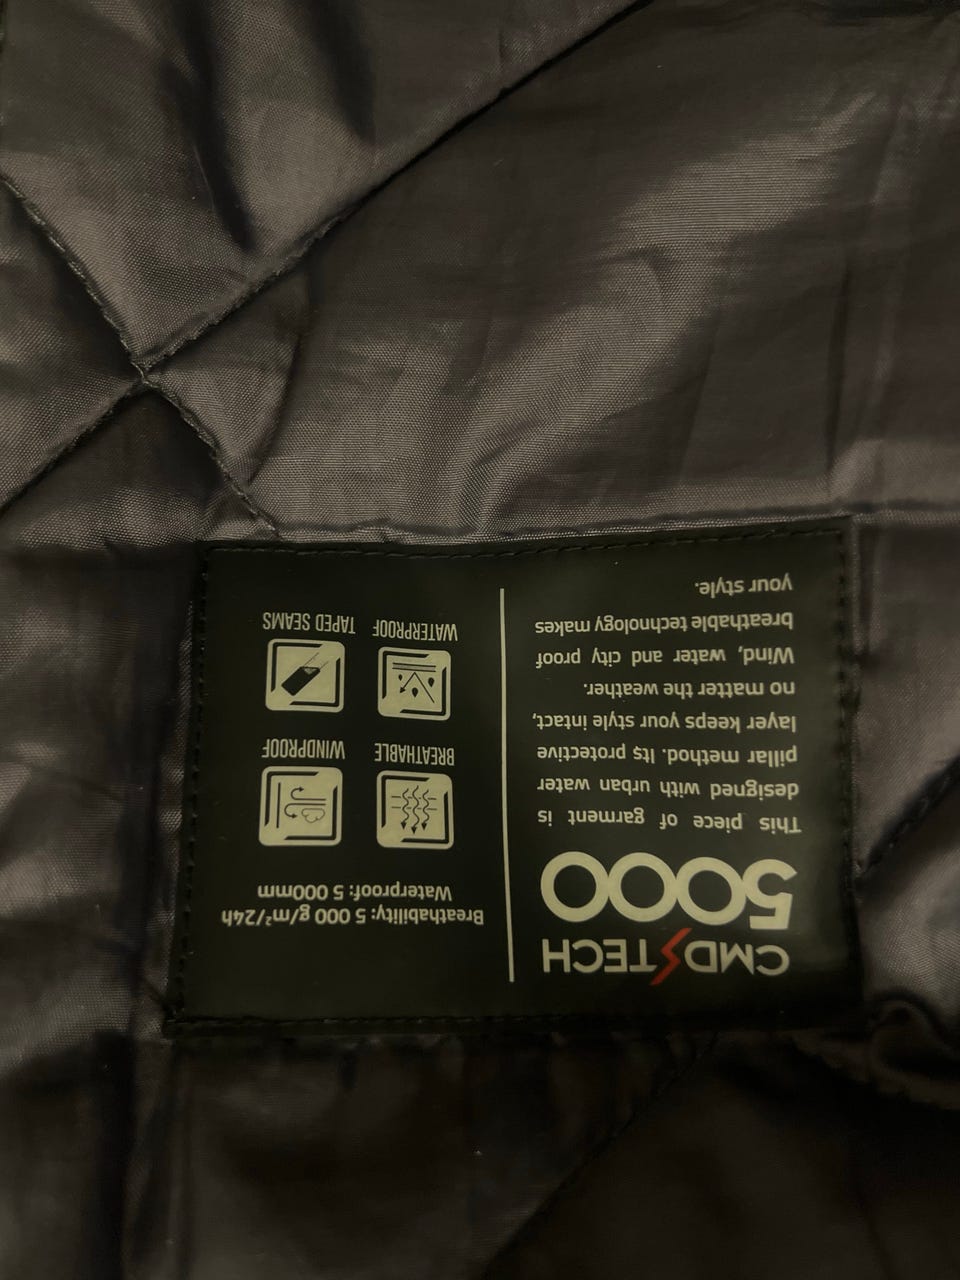 CMD TECH
5000
This piece of garment is
designed with urban water
pillar method. Its protective
layer keeps your style intact,
no matter the weather.
Wind, water and city proof
breathable technology makes
your style.
Breathability: 5 000 g/m²/24h
Waterproof: 5 000mm
BREATHABLE WINDPROOF
WATERPROOF TAPED SEAMS